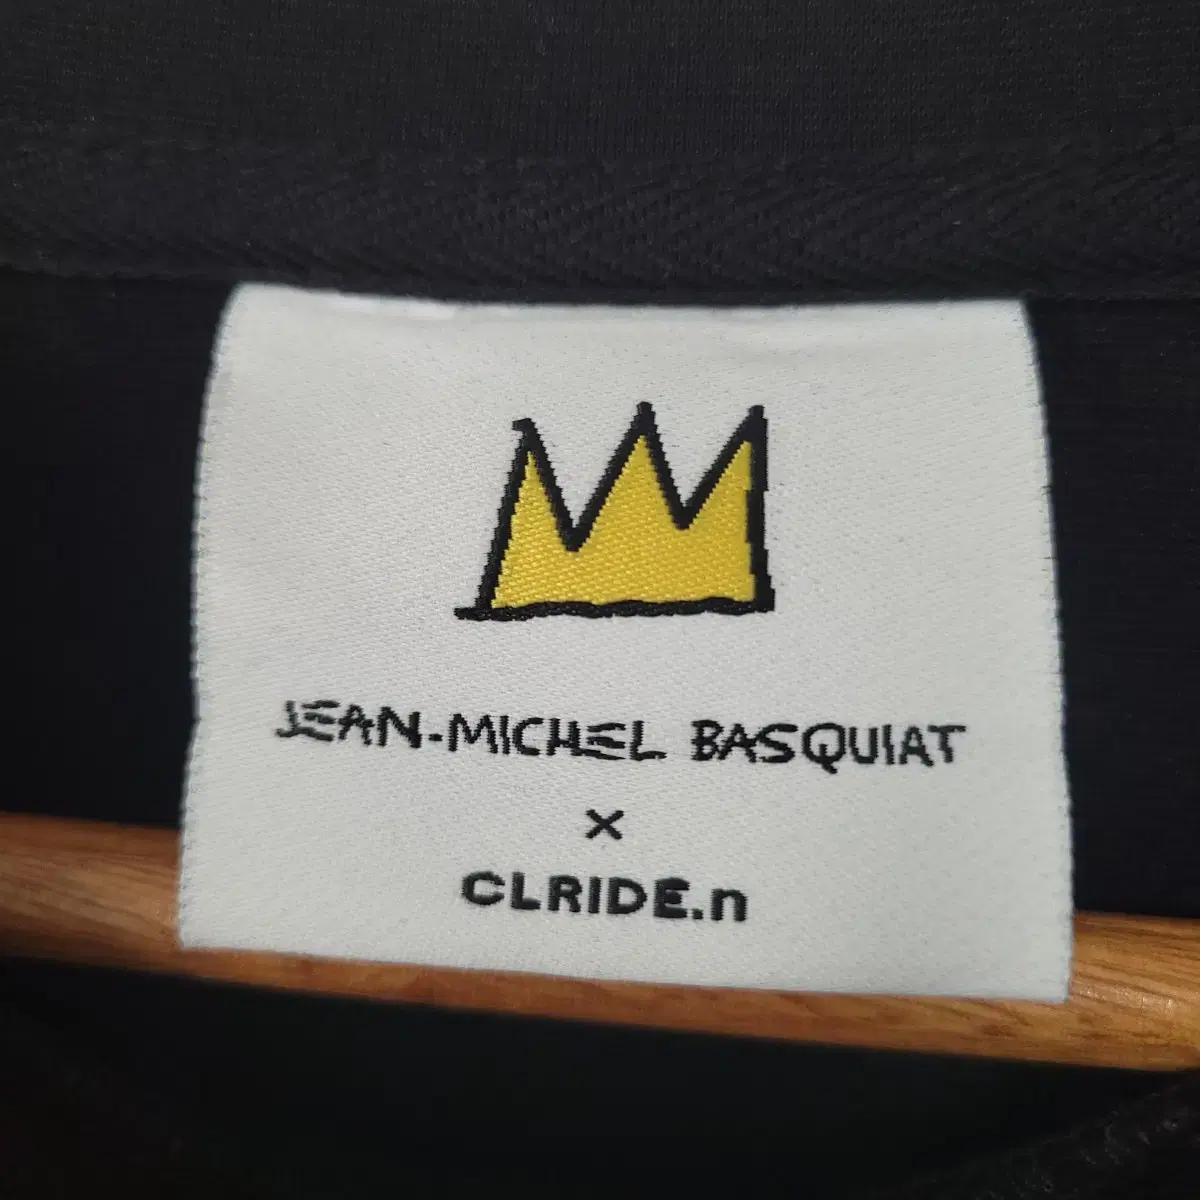 JEAN-MICHEL BASQUIAT
×
CLRIDE.n